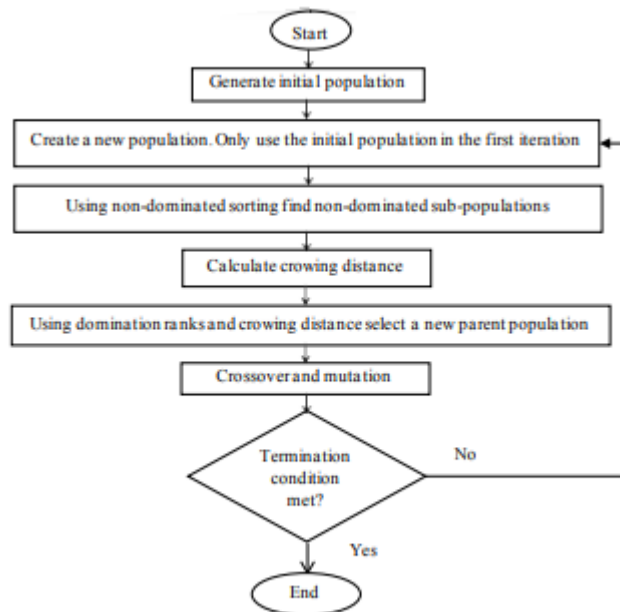 Start
Generate initial population
Create a new population. Only use the initial population in the first iteration
Using non-dominated sorting find non-dominated sub-populations
Calculate crowing distance
Using domination ranks and crowing distance select a new parent population
Crossover and mutation
Termination
condition
met?
No
Yes
End